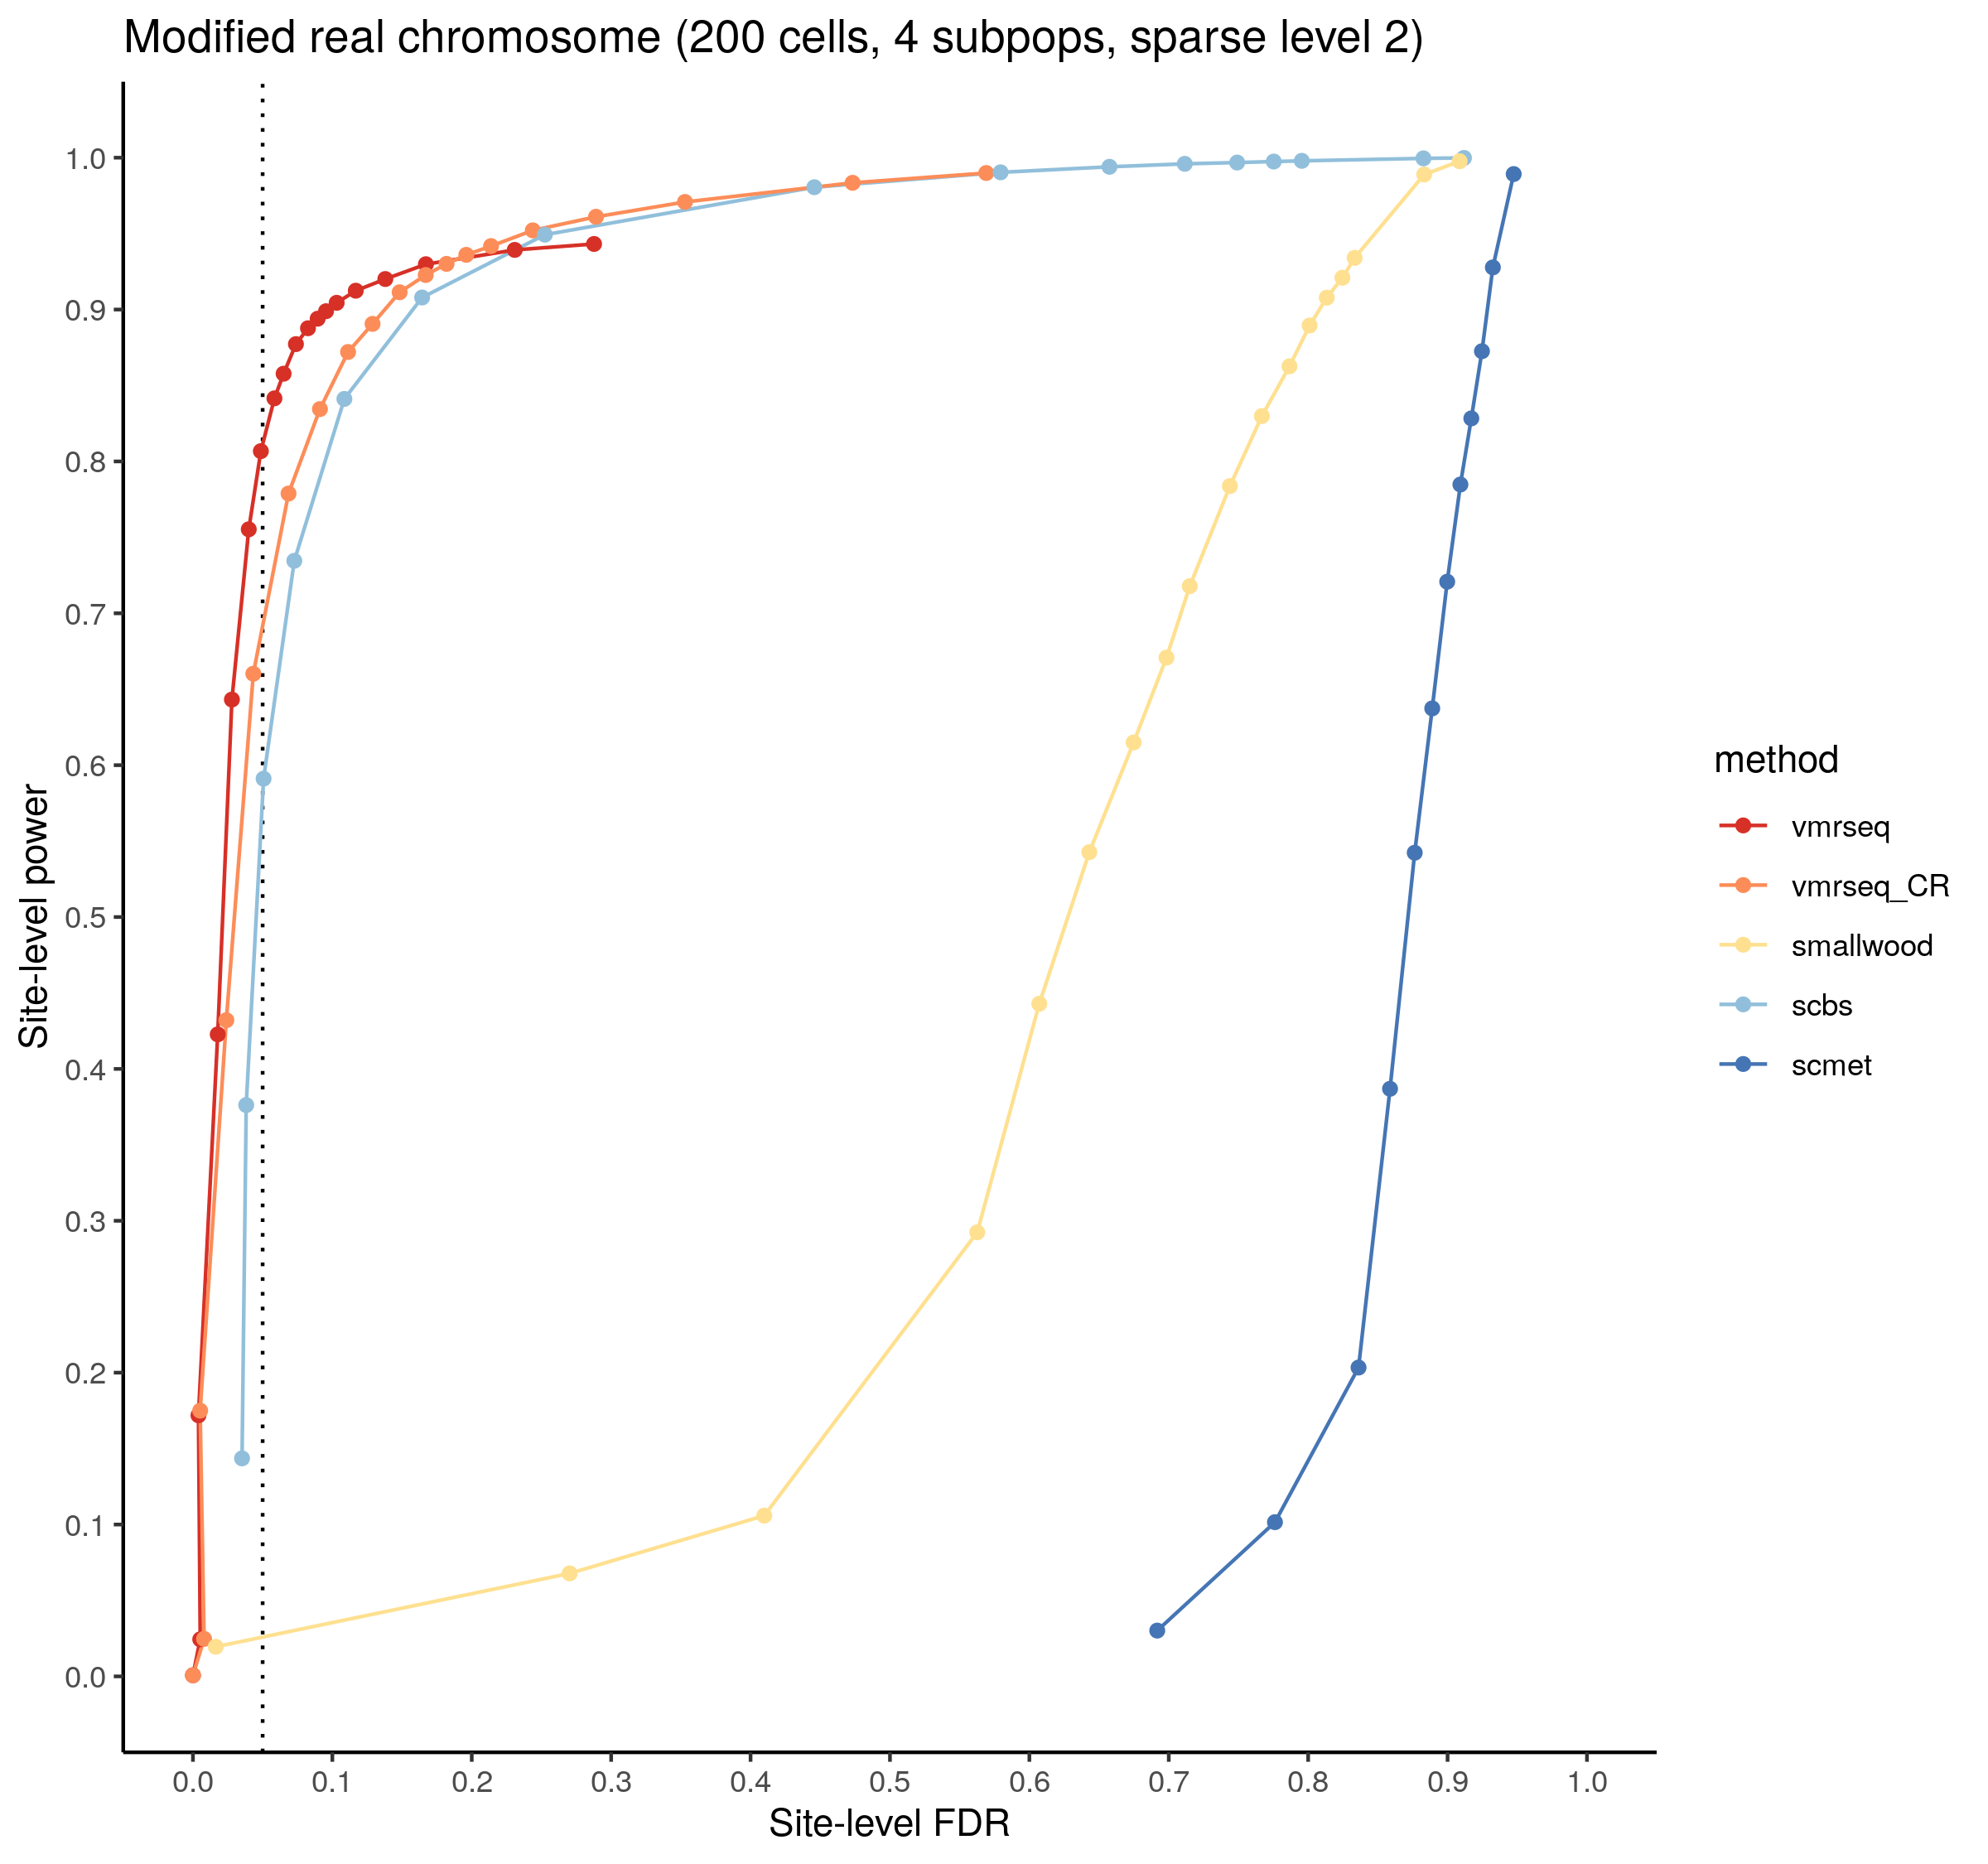 Modified real chromosome (200 cells, 4 subpops, sparse level 2)
Site-level power
1.0
0.9
0.8
0.7
0.6
0.5
0.4
0.3
0.2
0.1
0.0
0.0 0.1 0.2 0.3 0.4 0.5 0.6 0.7 0.8 0.9 1.0
Site-level FDR
method
vmrseq
vmrseq_CR
smallwood
scbs
scmet